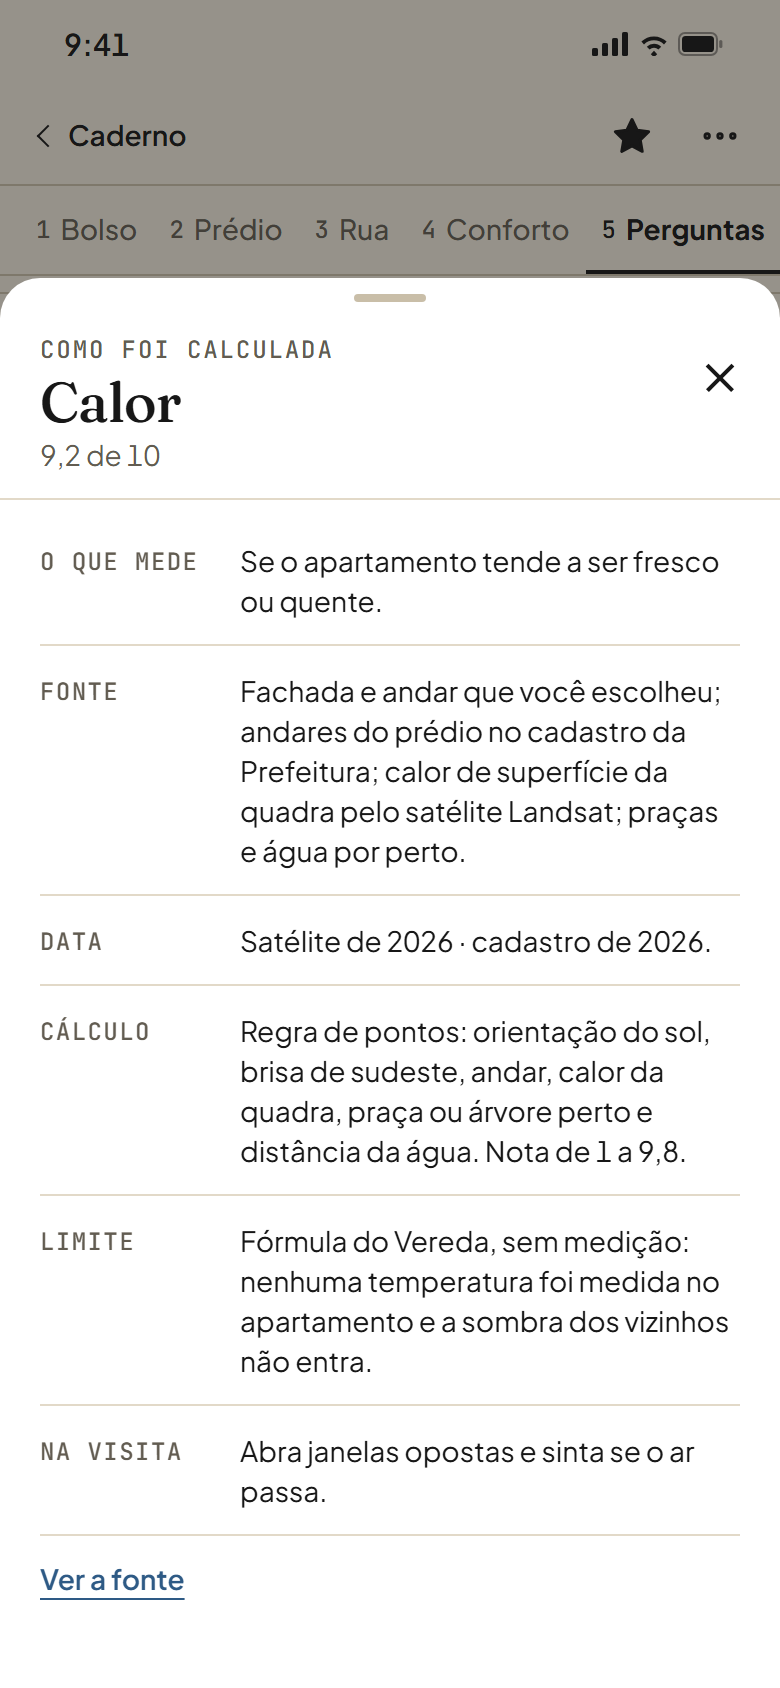 9:41
Caderno
1 Bolso 2 Prédio 3 Rua 4 Conforto 5 Perguntas
COMO FOI CALCULADA
Calor
9,2 de 10
O QUE MEDE
Se o apartamento tende a ser fresco
ou quente.
FONTE
Fachada e andar que você escolheu;
andares do prédio no cadastro da
Prefeitura; calor de superfície da
quadra pelo satélite Landsat; praças
e água por perto.
DATA
Satélite de 2026 · cadastro de 2026.
CÁLCULO
Regra de pontos: orientação do sol,
brisa de sudeste, andar, calor da
quadra, praça ou árvore perto e
distância da água. Nota de 1 a 9,8.
LIMITE
Fórmula do Vereda, sem medição:
nenhuma temperatura foi medida no
apartamento e a sombra dos vizinhos
não entra.
NA VISITA
Abra janelas opostas e sinta se o ar
passa.
Ver a fonte